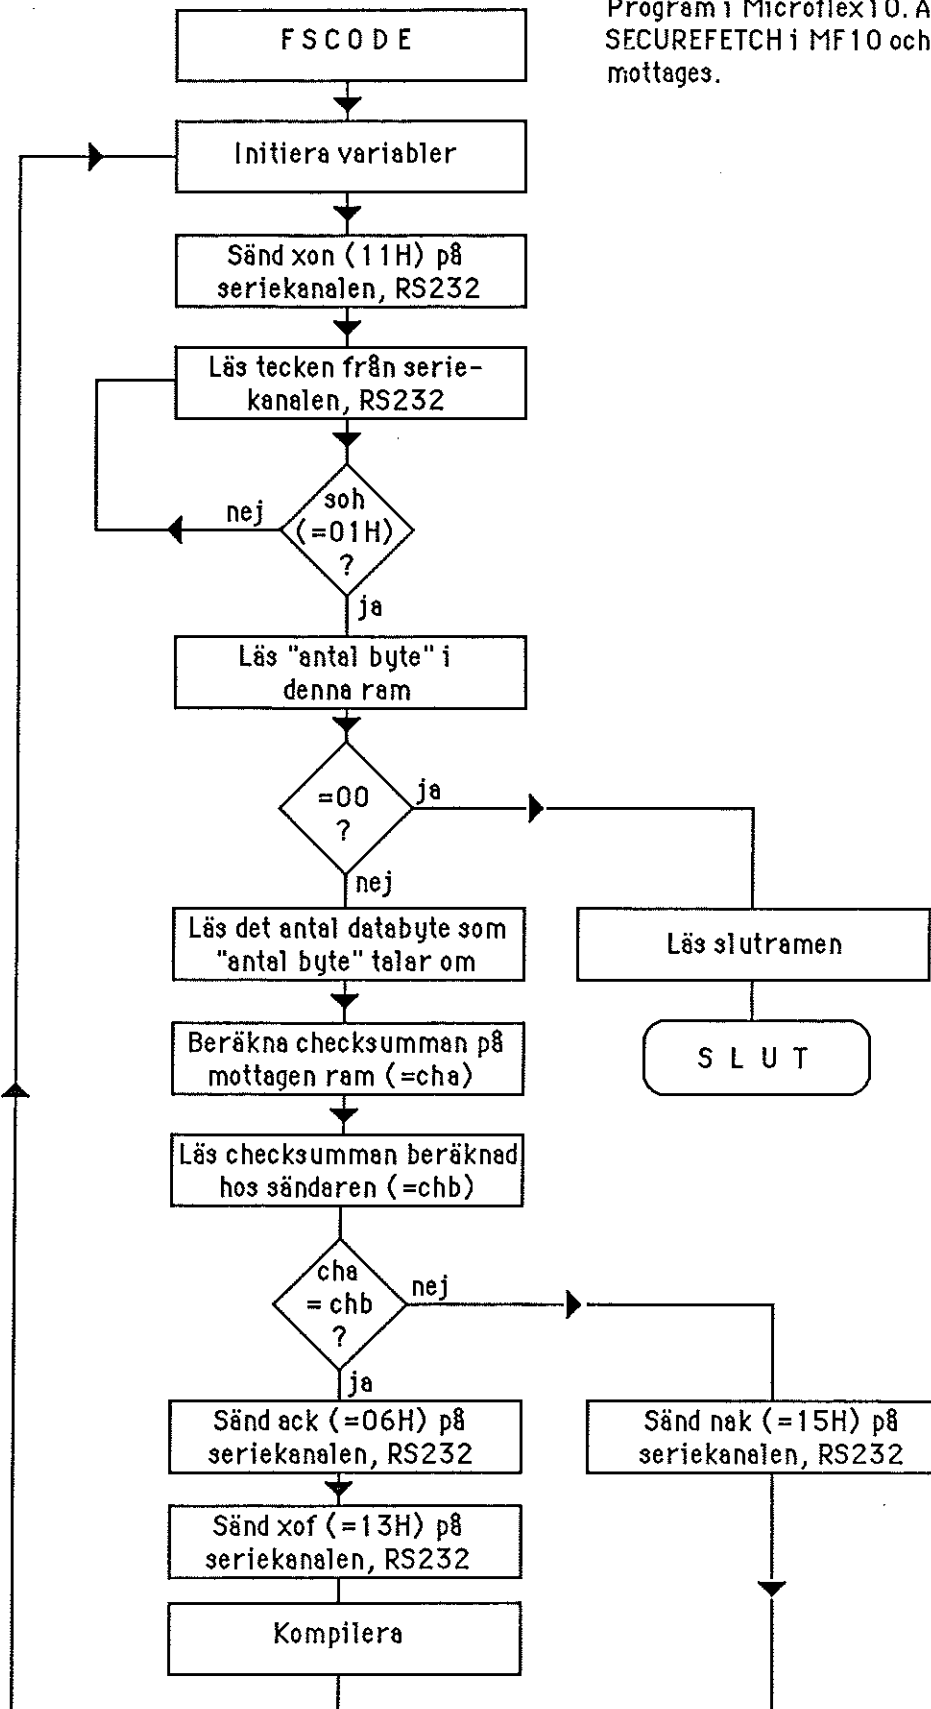 Program i Microflex10. A
SECUREFETCH i MF10 och
mottages.
F S C O D E
Initiera variabler
Sänd xon (11H) på
seriekanalen, RS232
Läs tecken från serie-
kanalen, RS232
soh
(=01H)
?
nej
ja
Läs "antal byte" i
denna ram
=00
?
ja
nej
Läs det antal databyte som
"antal byte" talar om
Läs slutramen
S L U T
Beräkna checksumman på
mottagen ram (=cha)
Läs checksumman beräknad
hos sändaren (=chb)
cha
= chb
?
nej
ja
Sänd ack (=06H) på
seriekanalen, RS232
Sänd nak (=15H) på
seriekanalen, RS232
Sänd xof (=13H) på
seriekanalen, RS232
Kompilera